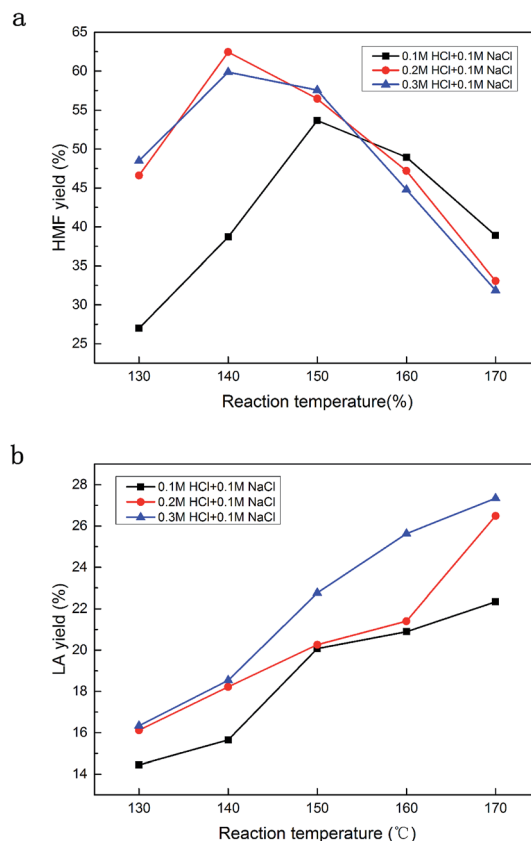 a
65
60
55
50
45
40
35
30
25
HMF yield (%)
0.1M HCl+0.1M NaCl
0.2M HCl+0.1M NaCl
0.3M HCl+0.1M NaCl
130 140 150 160 170
Reaction temperature(%)
b
28
26
24
22
20
18
16
14
LA yield (%)
0.1M HCl+0.1M NaCl
0.2M HCl+0.1M NaCl
0.3M HCl+0.1M NaCl
130 140 150 160 170
Reaction temperature (℃)